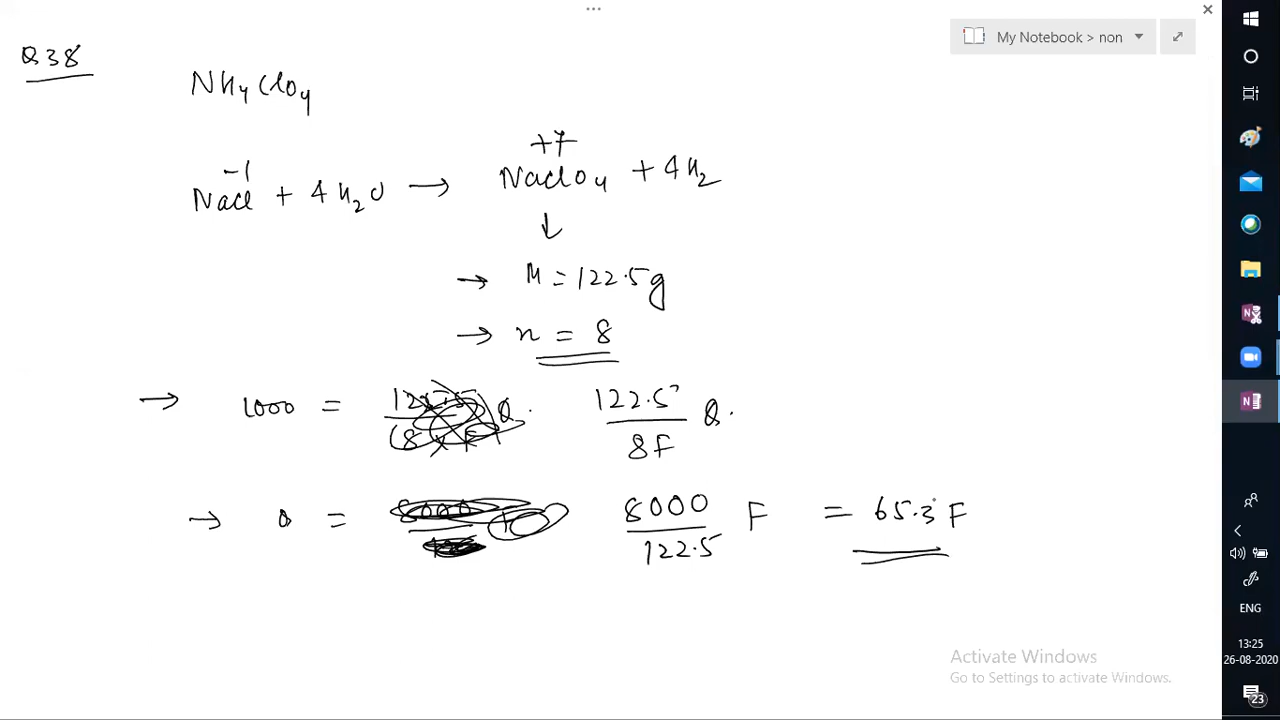 My Notebook > non
Q38
NH4ClO4
-1 +7
NaCl + 4H2O → NaClO4 + 4H2
↓
→ M = 122.5g
→ n = 8
→ 1000 = 122.5/8F Q.
→ Q = 8000/122.5 F = 65.3 F
Activate Windows
Go to Settings to activate Windows.
ENG
13:25
26-08-2020
23